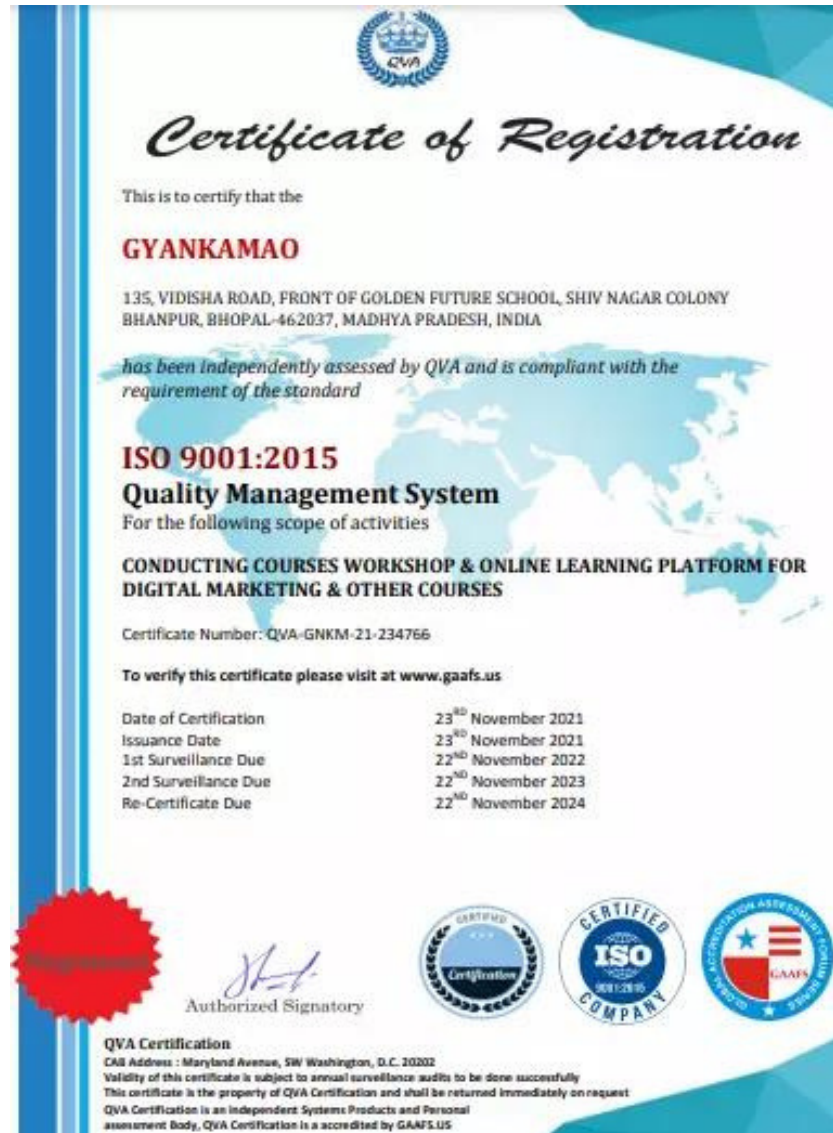 QVA
Certificate of Registration
This is to certify that the
GYANKAMAO
135, VIDISHA ROAD, FRONT OF GOLDEN FUTURE SCHOOL, SHIV NAGAR COLONY
BHANPUR, BHOPAL-462037, MADHYA PRADESH, INDIA
has been independently assessed by QVA and is compliant with the
requirement of the standard
ISO 9001:2015
Quality Management System
For the following scope of activities
CONDUCTING COURSES WORKSHOP & ONLINE LEARNING PLATFORM FOR
DIGITAL MARKETING & OTHER COURSES
Certificate Number: QVA-GNKM-21-234766
To verify this certificate please visit at www.gaafs.us
Date of Certification 23RD November 2021
Issuance Date 23RD November 2021
1st Surveillance Due 22ND November 2022
2nd Surveillance Due 22ND November 2023
Re-Certificate Due 22ND November 2024
Authorized Signatory
CERTIFIED
Certification
CERTIFIED
ISO
9001:2015
COMPANY
GLOBAL ACCREDITATION ASSESSMENT FORUM SERIES
GAAFS
QVA Certification
CAB Address : Maryland Avenue, SW Washington, D.C. 20202
Validity of this certificate is subject to annual surveillance audits to be done successfully
This certificate is the property of QVA Certification and shall be returned immediately on request
QVA Certification is an independent Systems Products and Personal
assessment Body, QVA Certification is a accredited by GAAFS.US